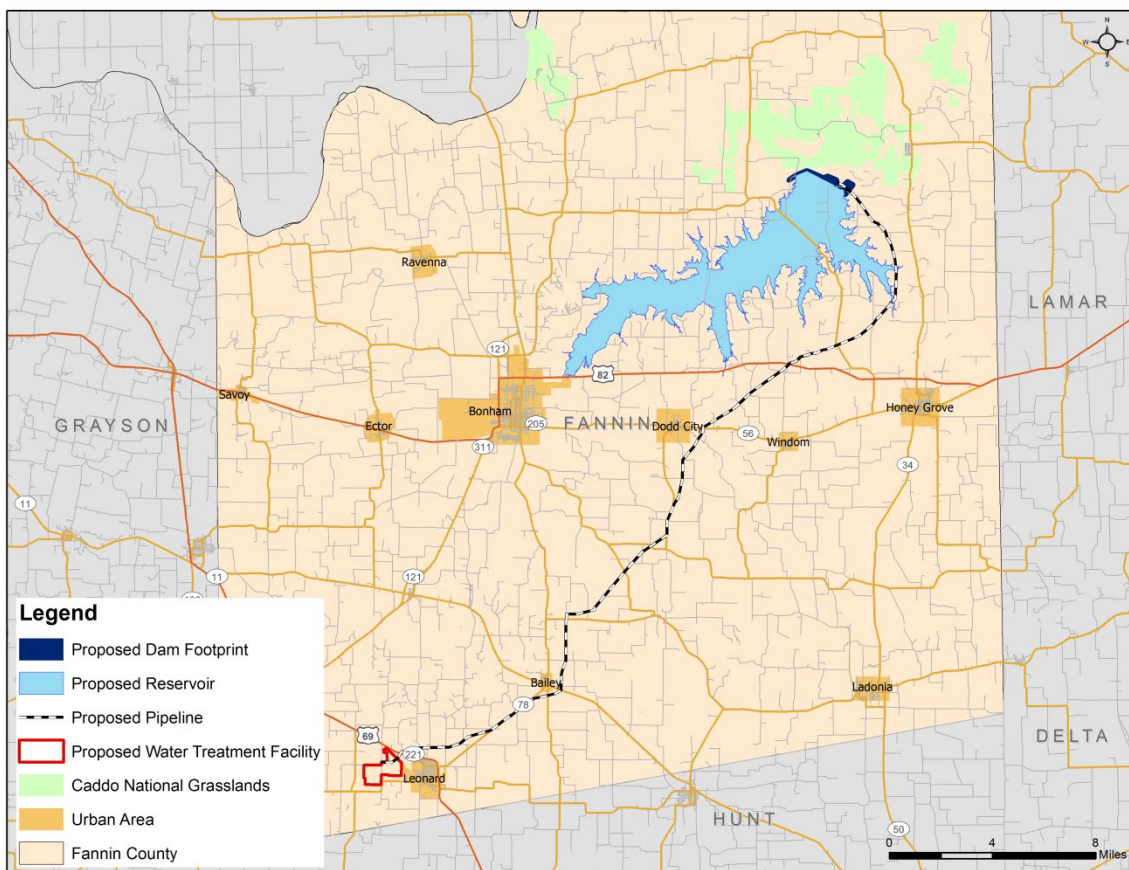 N
W E
S
Ravenna
LAMAR
121
82
Savoy
Honey Grove
Bonham
GRAYSON
FANNIN
Ector
205
Dodd City
56
Windom
311
34
11
121
11
Legend
Proposed Dam Footprint
Proposed Reservoir
Proposed Pipeline
Proposed Water Treatment Facility
Caddo National Grasslands
Urban Area
Fannin County
Bailey
Ladonia
78
69
221
Leonard
DELTA
HUNT
50
0 4 8
Miles